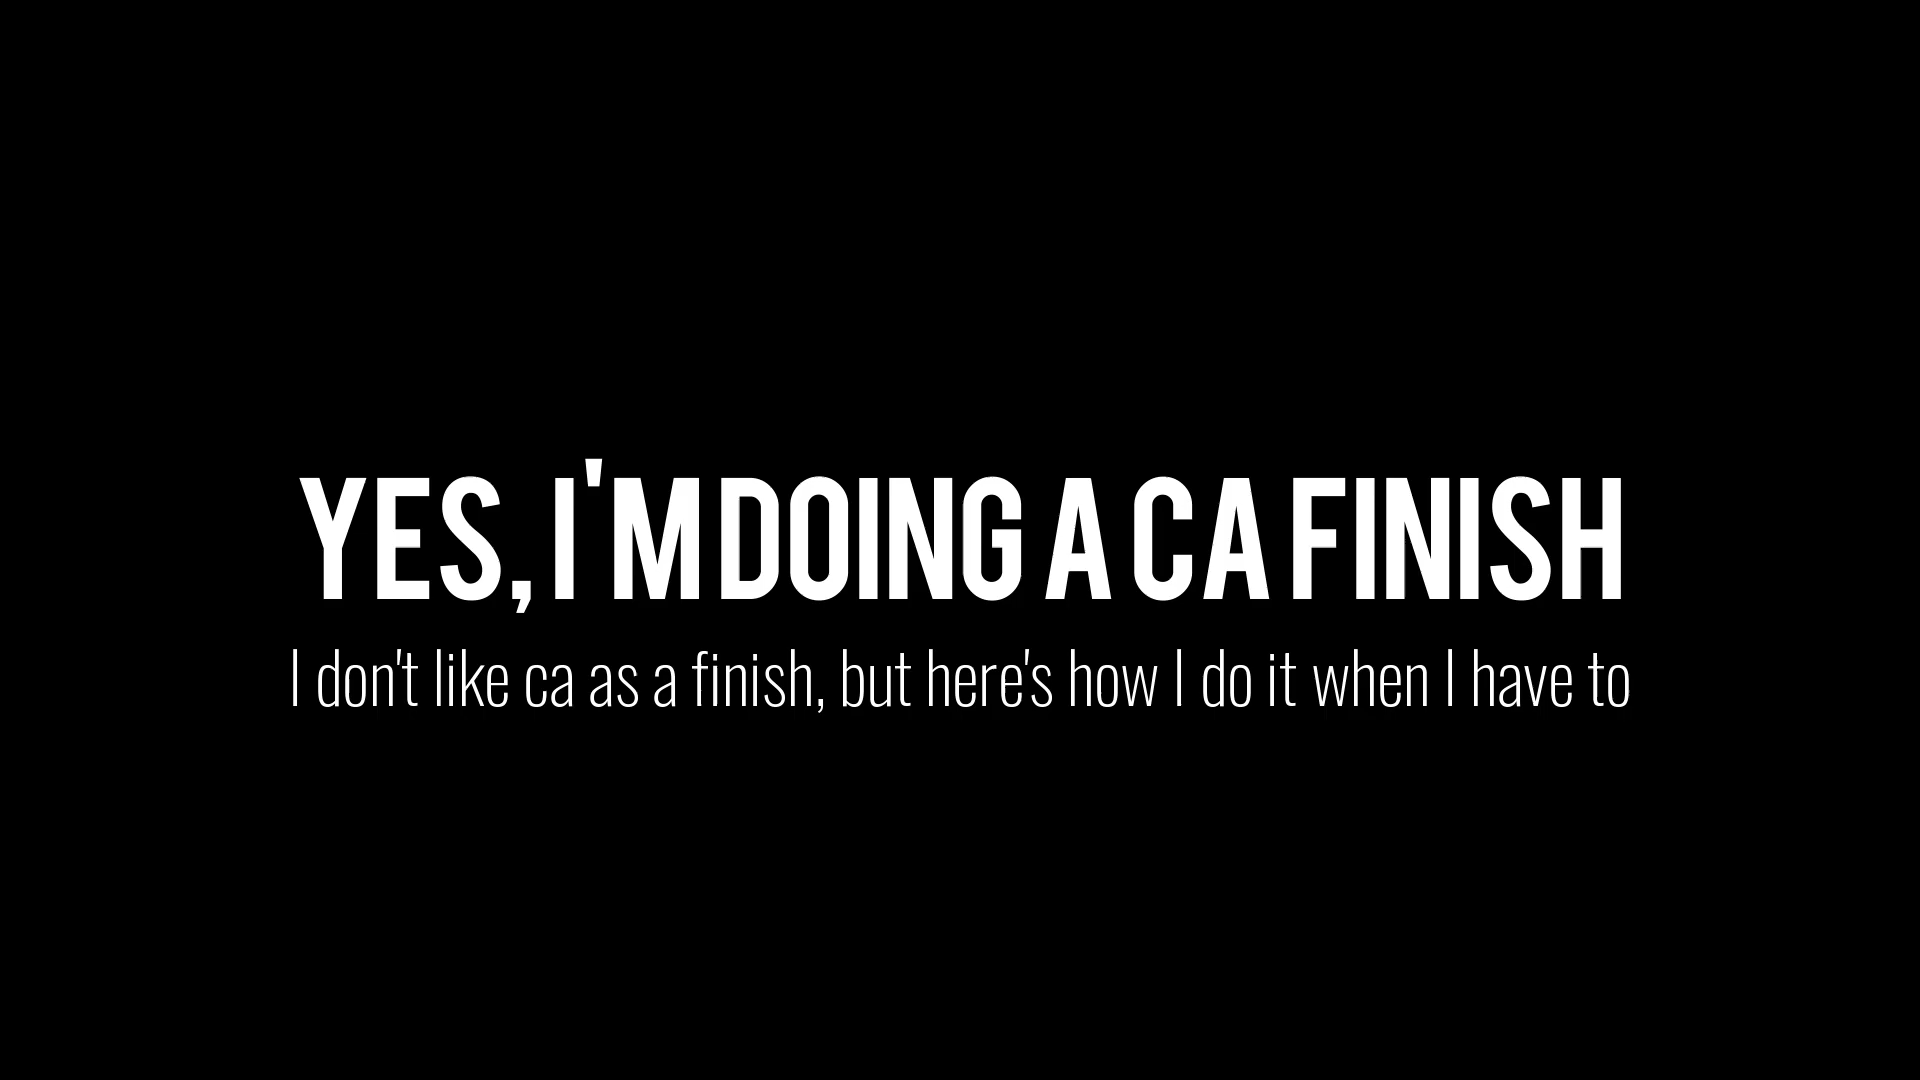 YES, I'M DOING A CA FINISH
I don't like ca as a finish, but here's how I do it when I have to